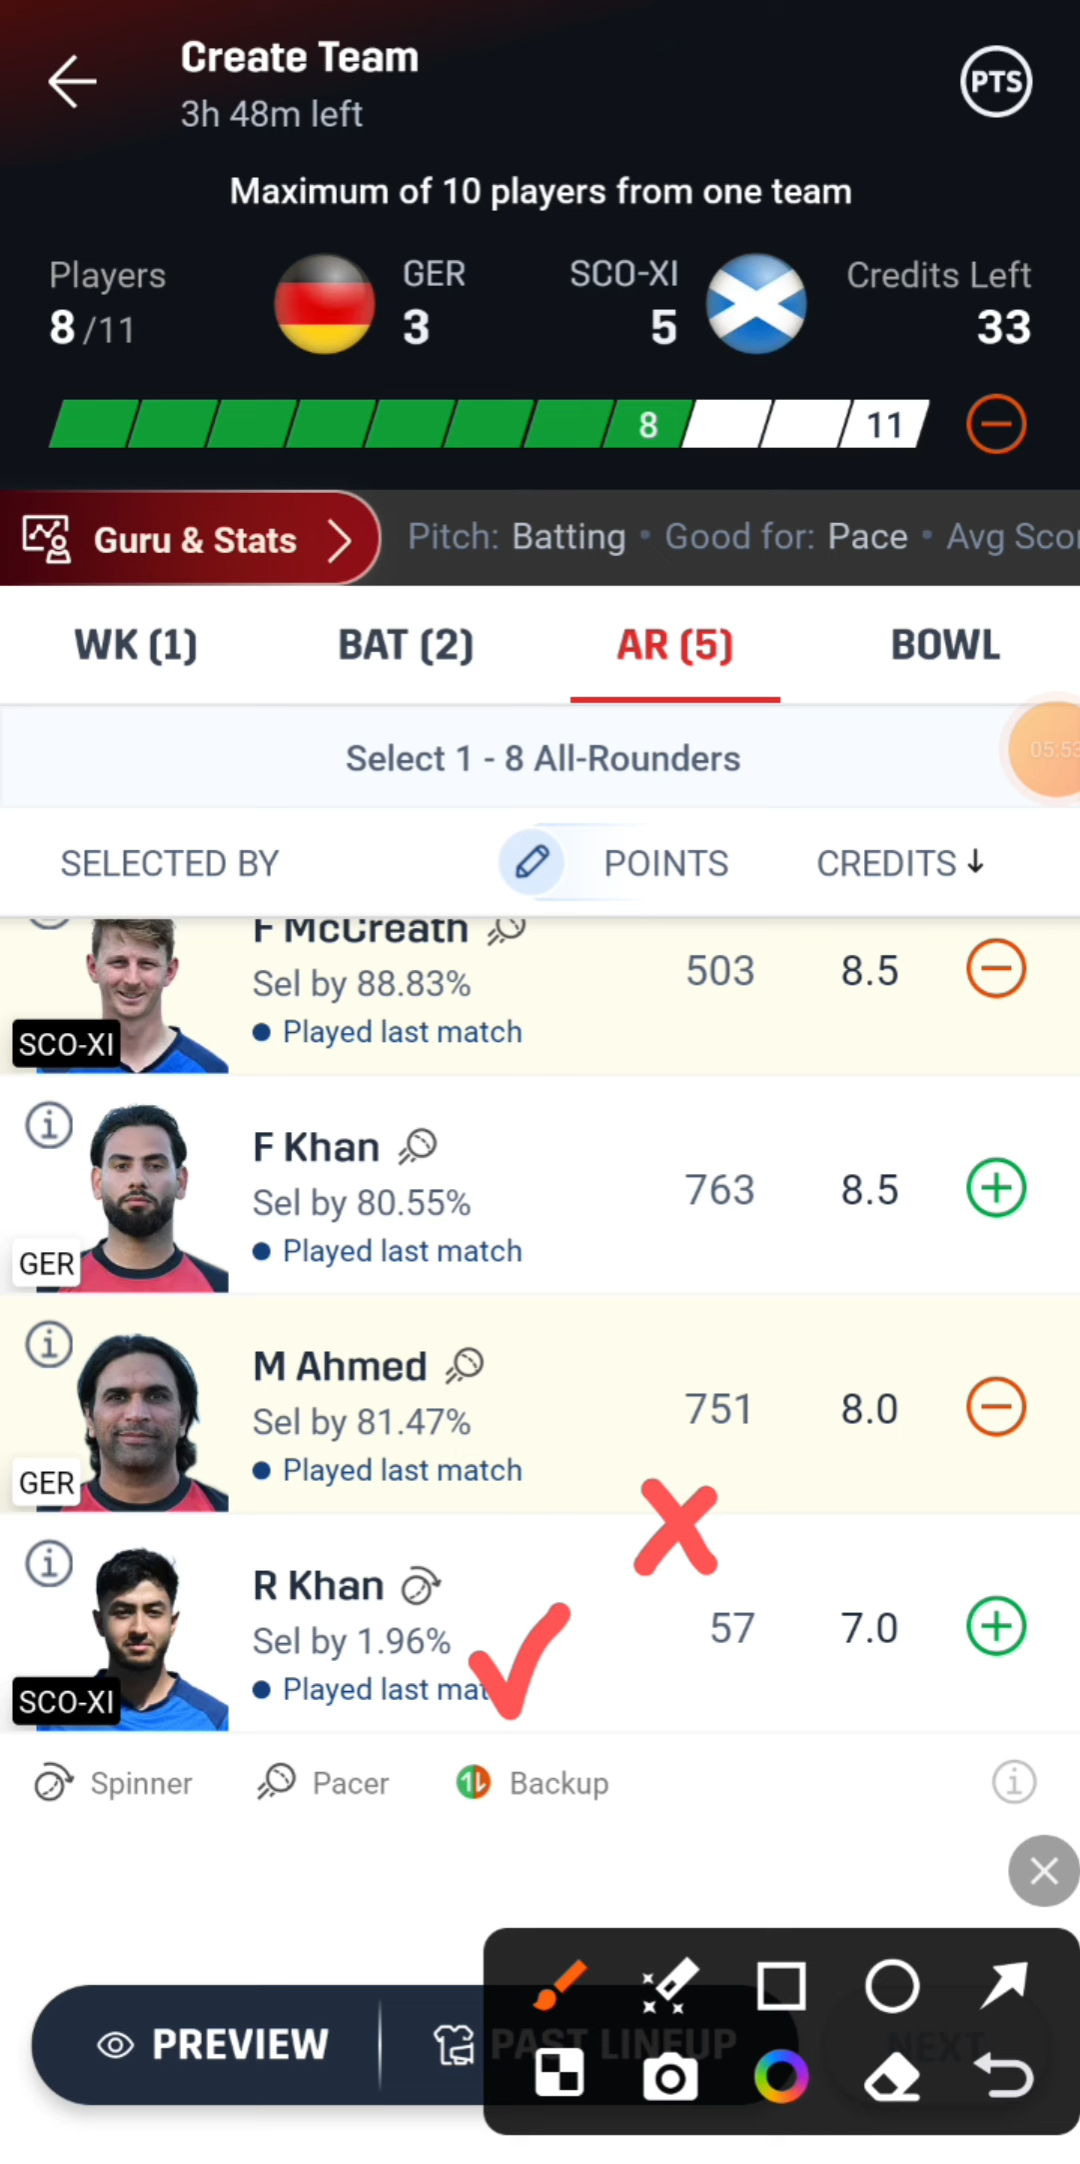 Create Team
3h 48m left
PTS
Maximum of 10 players from one team
Players
8/11
GER
3
SCO-XI
5
Credits Left
33
8
11
Guru & Stats
Pitch: Batting • Good for: Pace • Avg Scor
WK (1)
BAT (2)
AR (5)
BOWL
Select 1 - 8 All-Rounders
05:53
SELECTED BY
POINTS
CREDITS ↓
F McCreath
Sel by 88.83%
Played last match
SCO-XI
503
8.5
F Khan
Sel by 80.55%
Played last match
GER
763
8.5
M Ahmed
Sel by 81.47%
Played last match
GER
751
8.0
R Khan
Sel by 1.96%
Played last mat
SCO-XI
57
7.0
Spinner
Pacer
Backup
PREVIEW
PAST LINEUP
NEXT